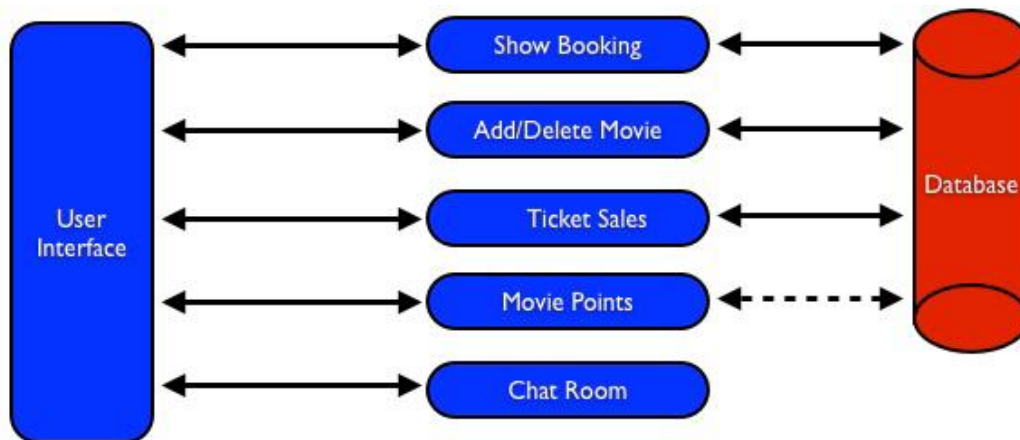 Show Booking
Add/Delete Movie
User
Interface
Ticket Sales
Movie Points
Chat Room
Database